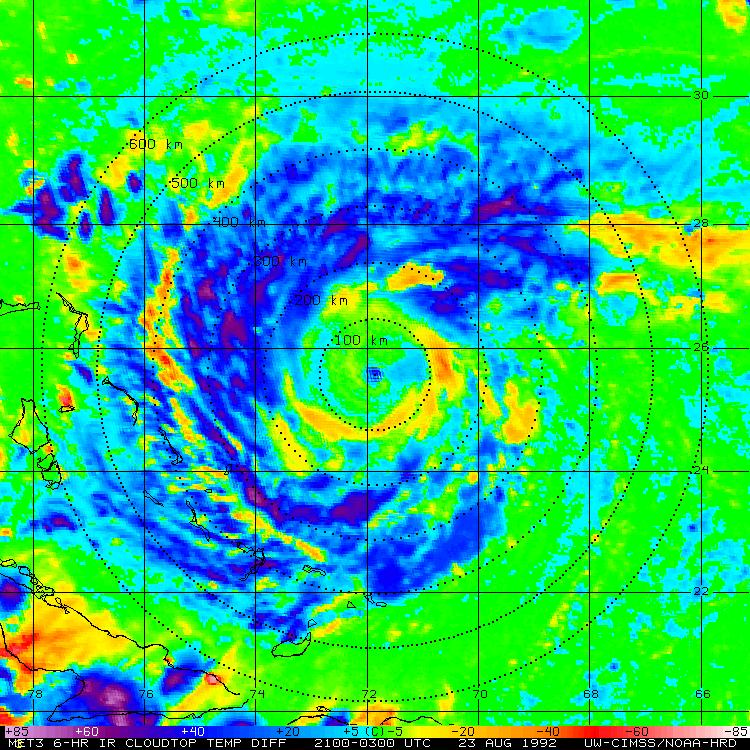 30
600 km
500 km
400 km
28
300 km
200 km
100 km
26
24
22
78 76 74 72 70 68 66
+85 +60 +40 +20 +5(C)-5 -20 -40 -60 -85
MET3 6-HR IR CLOUDTOP TEMP DIFF 2100-0300 UTC 23 AUG 1992 UW-CIMSS/NOAA-HRD